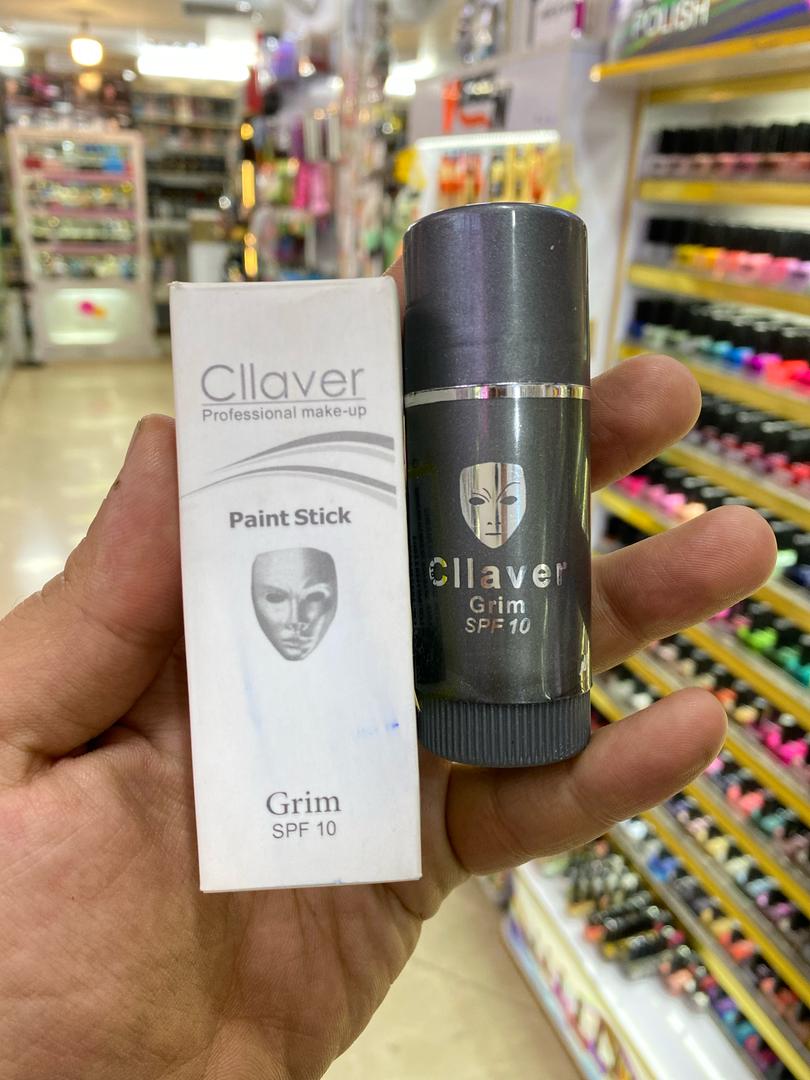 POLISH
Cllaver
Professional make-up
Paint Stick
Grim
SPF 10
Cllaver
Grim
SPF 10